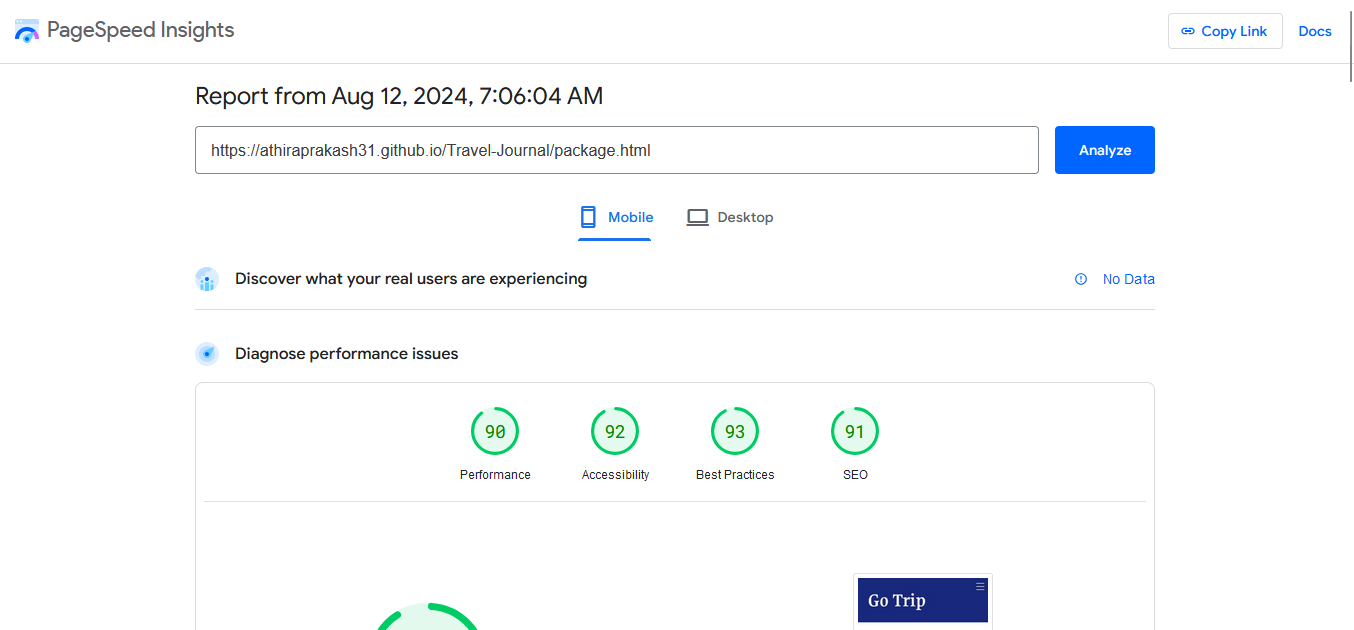 PageSpeed Insights
Copy Link
Docs
Report from Aug 12, 2024, 7:06:04 AM
https://athiraprakash31.github.io/Travel-Journal/package.html
Analyze
Mobile
Desktop
Discover what your real users are experiencing
No Data
Diagnose performance issues
90
92
93
91
Performance
Accessibility
Best Practices
SEO
Go Trip